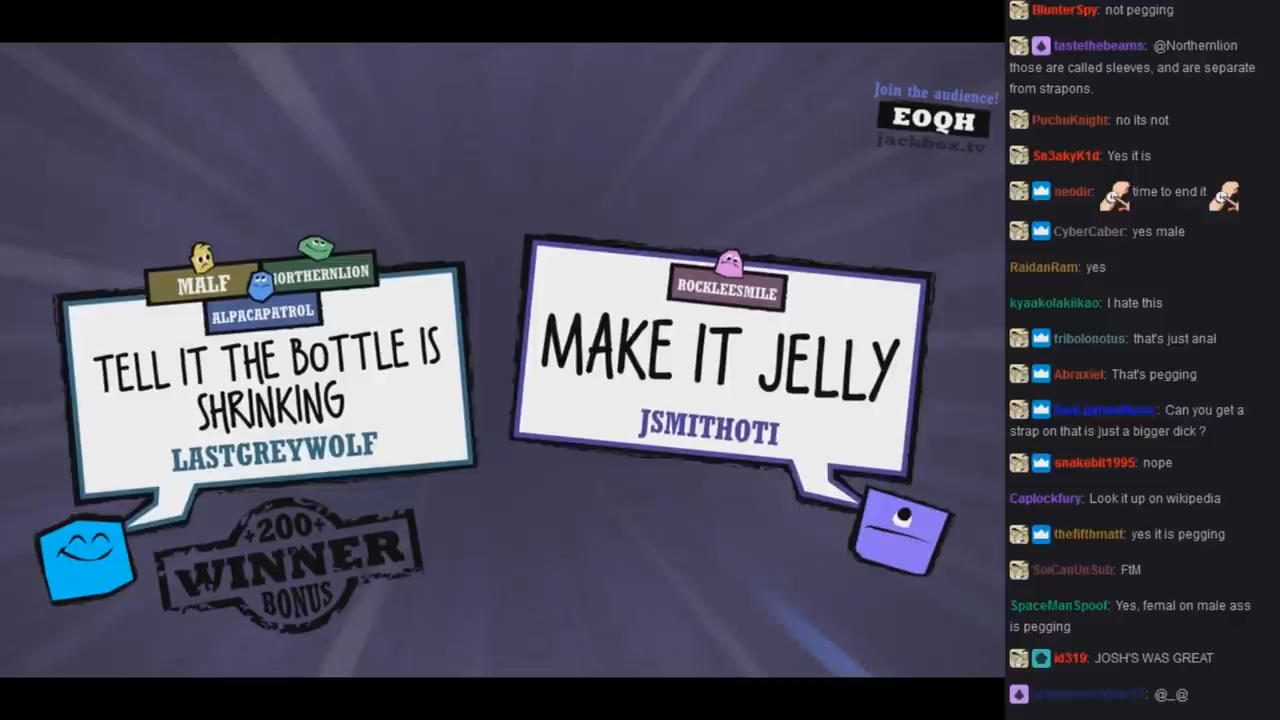 Join the audience!
EOQH
jackbox.tv
MALF
NORTHERNLION
ALPACAPATROL
TELL IT THE BOTTLE IS
SHRINKING
LASTGREYWOLF
+200+
WINNER
BONUS
ROCKLEESMILE
MAKE IT JELLY
JSMITHOTI
BlunterSpy: not pegging
tastethebeams: @Northernlion
those are called sleeves, and are separate
from strapons.
PuchuKnight: no its not
Sn3akyK1d: Yes it is
neodir: time to end it
CyberCaber: yes male
RaidanRam: yes
kyaakolakiikao: I hate this
tribolonotus: that's just anal
Abraxiel: That's pegging
: Can you get a
strap on that is just a bigger dick ?
snakebit1995: nope
Caplockfury: Look it up on wikipedia
thefifthmatt: yes it is pegging
SoiCanUnSub: FtM
SpaceManSpoof: Yes, femal on male ass
is pegging
id319: JOSH'S WAS GREAT
: @_@